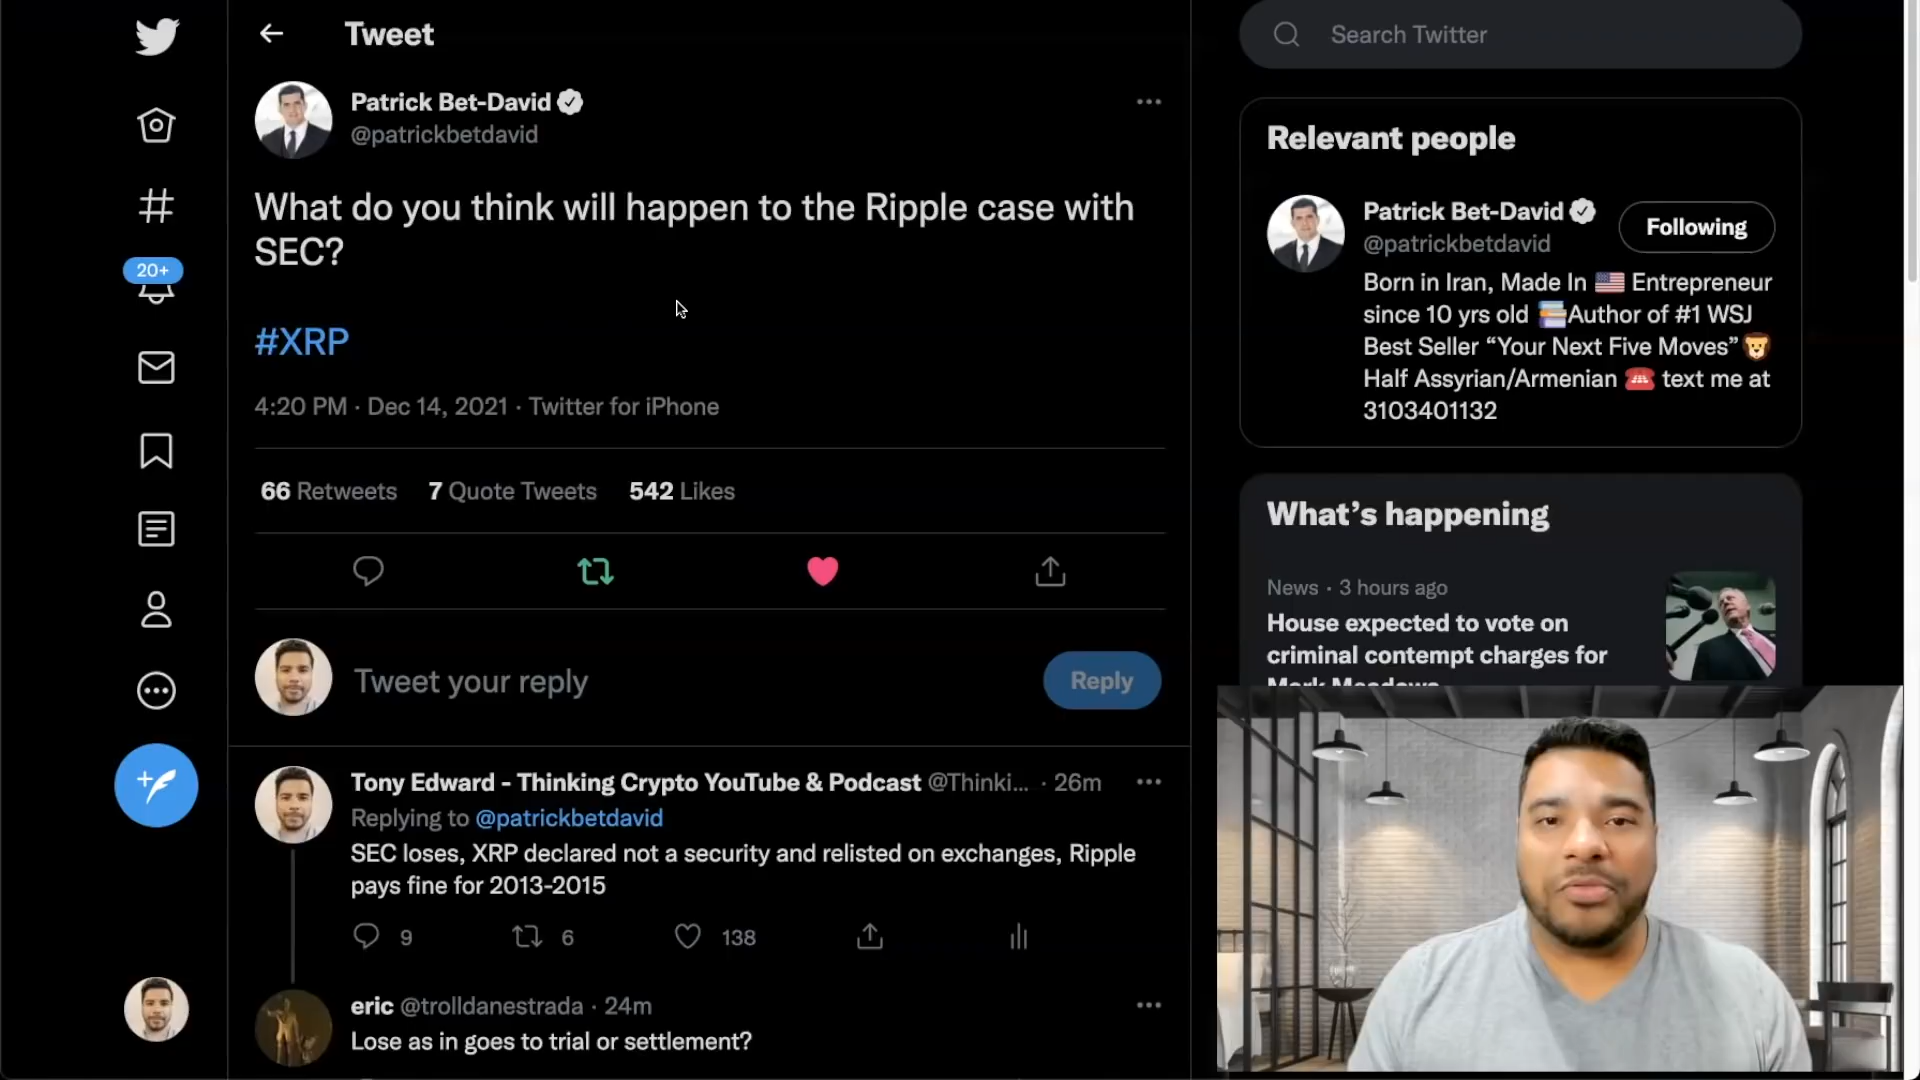 Tweet
Search Twitter
Patrick Bet-David
@patrickbetdavid
What do you think will happen to the Ripple case with
SEC?
#XRP
4:20 PM · Dec 14, 2021 · Twitter for iPhone
66 Retweets 7 Quote Tweets 542 Likes
Tweet your reply
Reply
Tony Edward - Thinking Crypto YouTube & Podcast @Thinki... · 26m
Replying to @patrickbetdavid
SEC loses, XRP declared not a security and relisted on exchanges, Ripple
pays fine for 2013-2015
9 6 138
eric @trolldanestrada · 24m
Lose as in goes to trial or settlement?
20+
Relevant people
Patrick Bet-David
@patrickbetdavid
Following
Born in Iran, Made In 🇺🇸 Entrepreneur
since 10 yrs old 📚Author of #1 WSJ
Best Seller “Your Next Five Moves”🦁
Half Assyrian/Armenian ☎️ text me at
3103401132
What’s happening
News · 3 hours ago
House expected to vote on
criminal contempt charges for
Mark Meadows